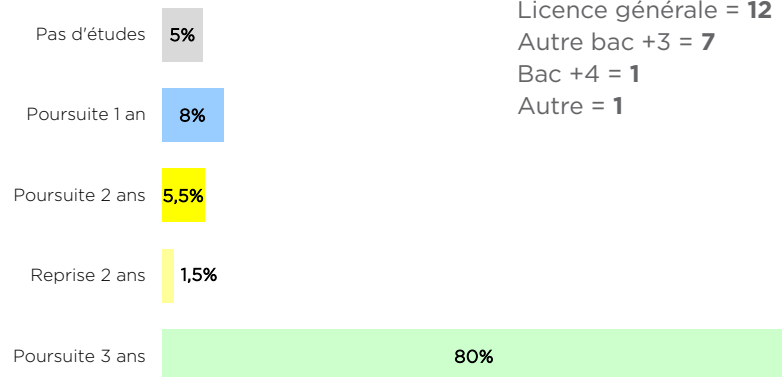 Licence générale = 12
Autre bac +3 = 7
Bac +4 = 1
Autre = 1
Pas d'études 5%
Poursuite 1 an 8%
Poursuite 2 ans 5,5%
Reprise 2 ans 1,5%
Poursuite 3 ans 80%